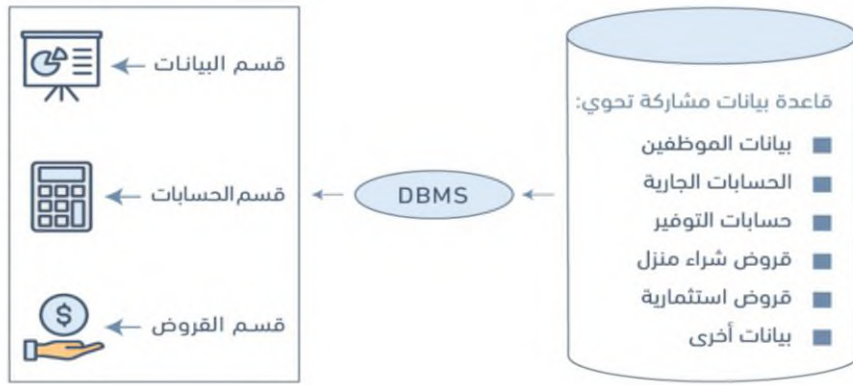 قاعدة بيانات مشاركة تحوي:
بيانات الموظفين
الحسابات الجارية
حسابات التوفير
قروض شراء منزل
قروض استثمارية
بيانات أخرى
DBMS
قسم البيانات
قسم الحسابات
قسم القروض
$